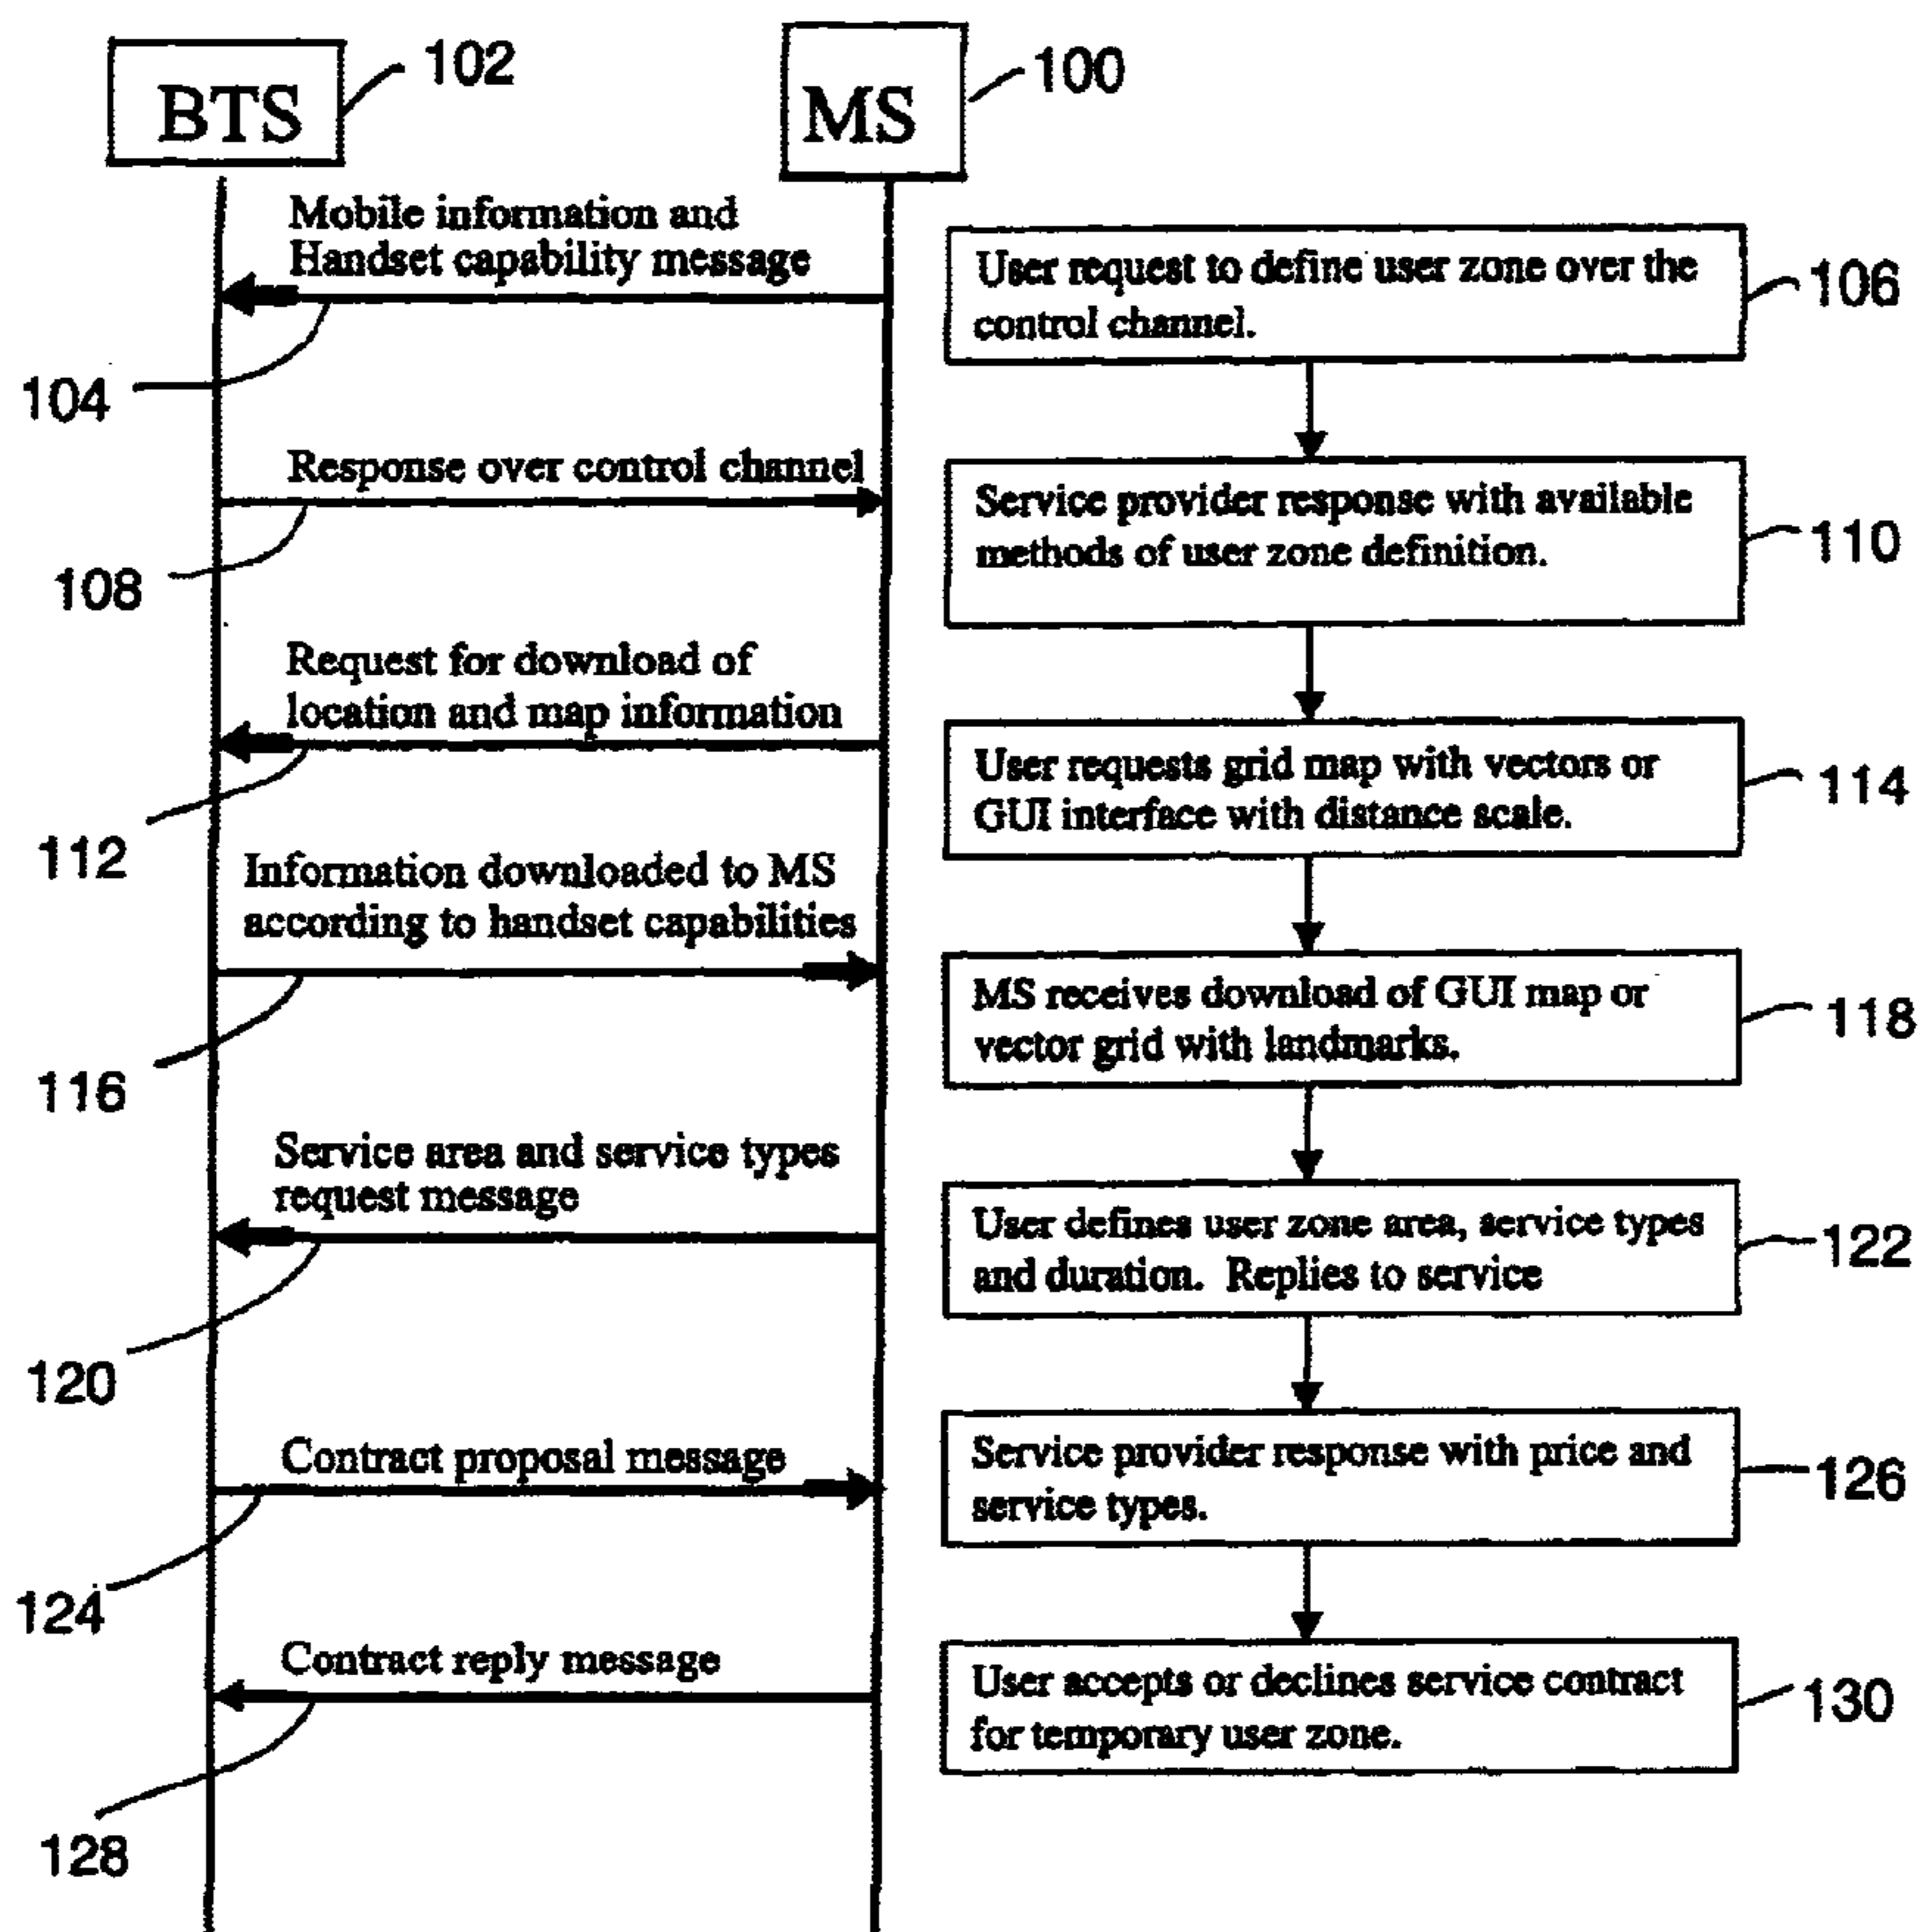 BTS
102
MS
100
Mobile information and
Handset capability message
104
User request to define user zone over the
control channel.
106
Response over control channel
108
Service provider response with available
methods of user zone definition.
110
Request for download of
location and map information
112
User requests grid map with vectors or
GUI interface with distance scale.
114
Information downloaded to MS
according to handset capabilities
116
MS receives download of GUI map or
vector grid with landmarks.
118
Service area and service types
request message
120
User defines user zone area, service types
and duration. Replies to service
122
Contract proposal message
124
Service provider response with price and
service types.
126
Contract reply message
128
User accepts or declines service contract
for temporary user zone.
130